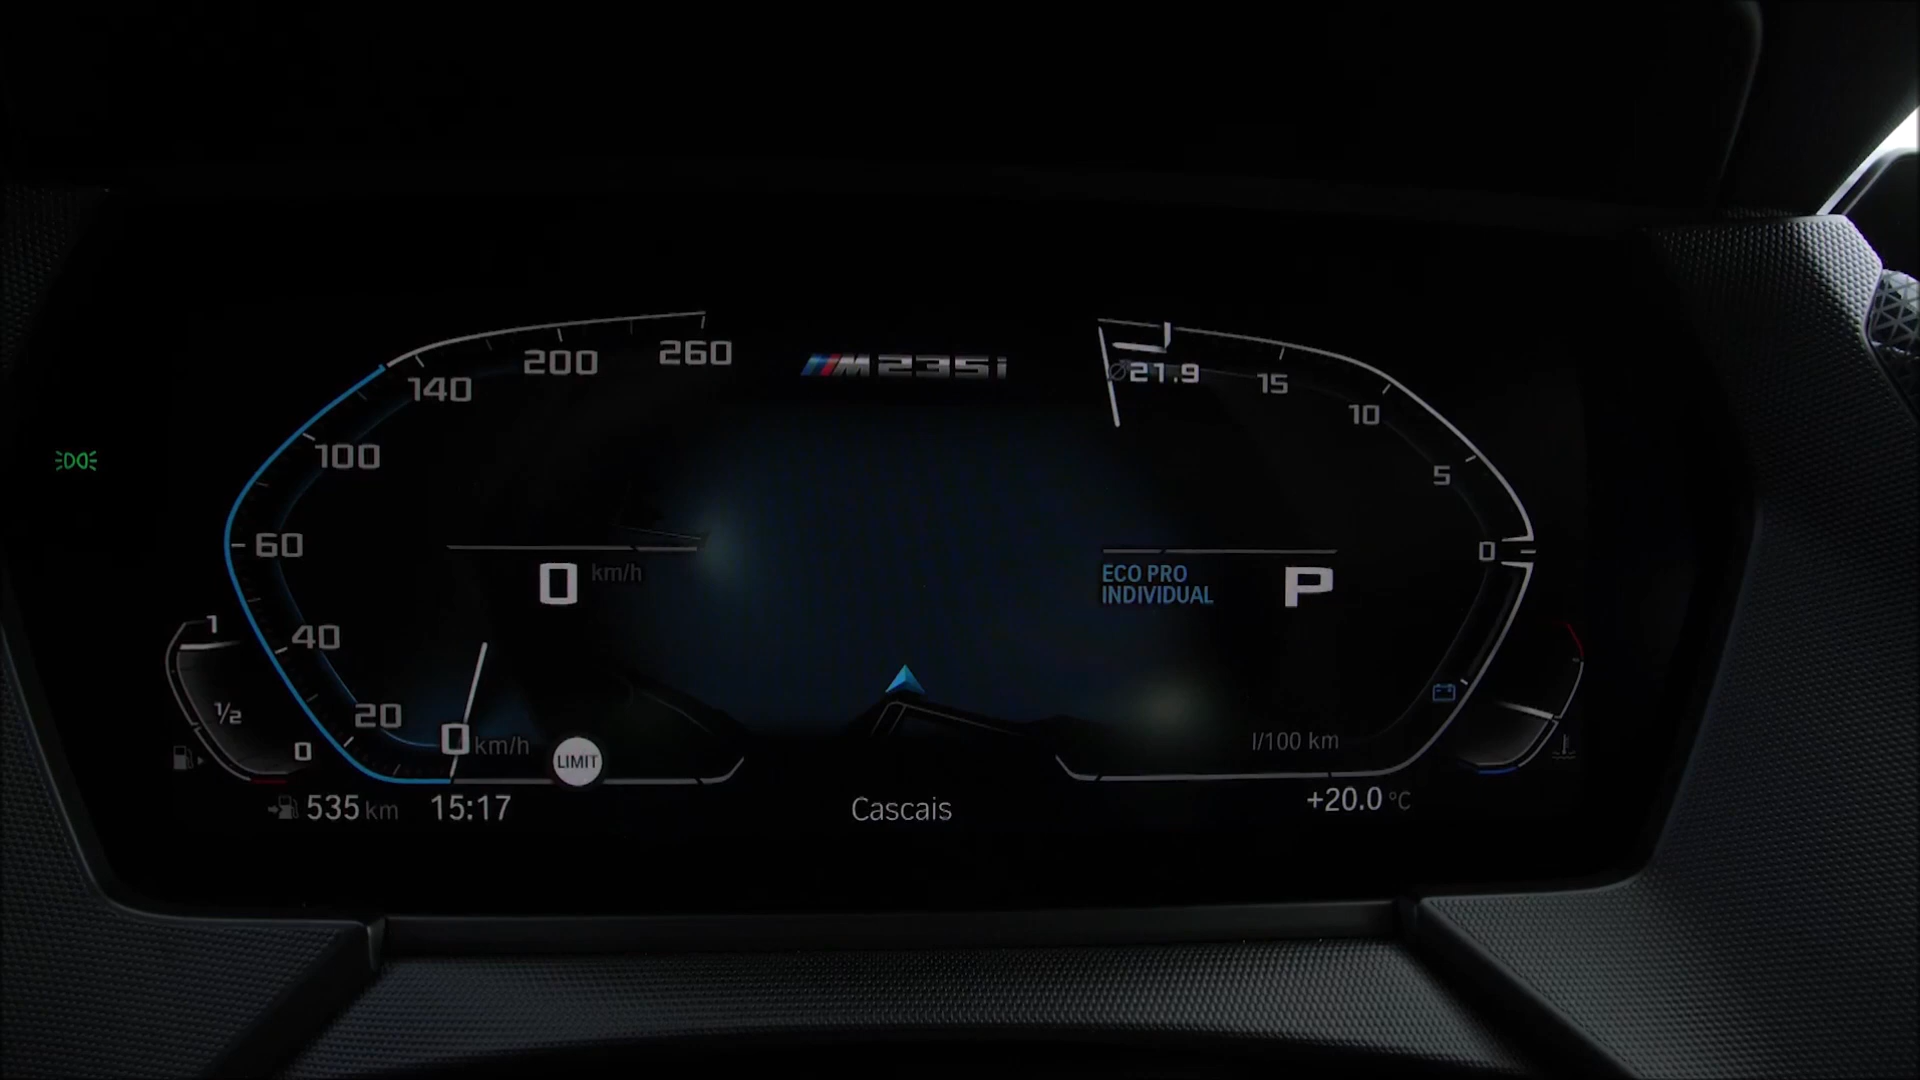 M235i
260
200
140
100
60
40
20
0 km/h
0 km/h
LIMIT
1
1/2
0
535 km
15:17
Cascais
⌀21.9
15
10
5
0
ECO PRO
INDIVIDUAL
P
l/100 km
+20.0 °C